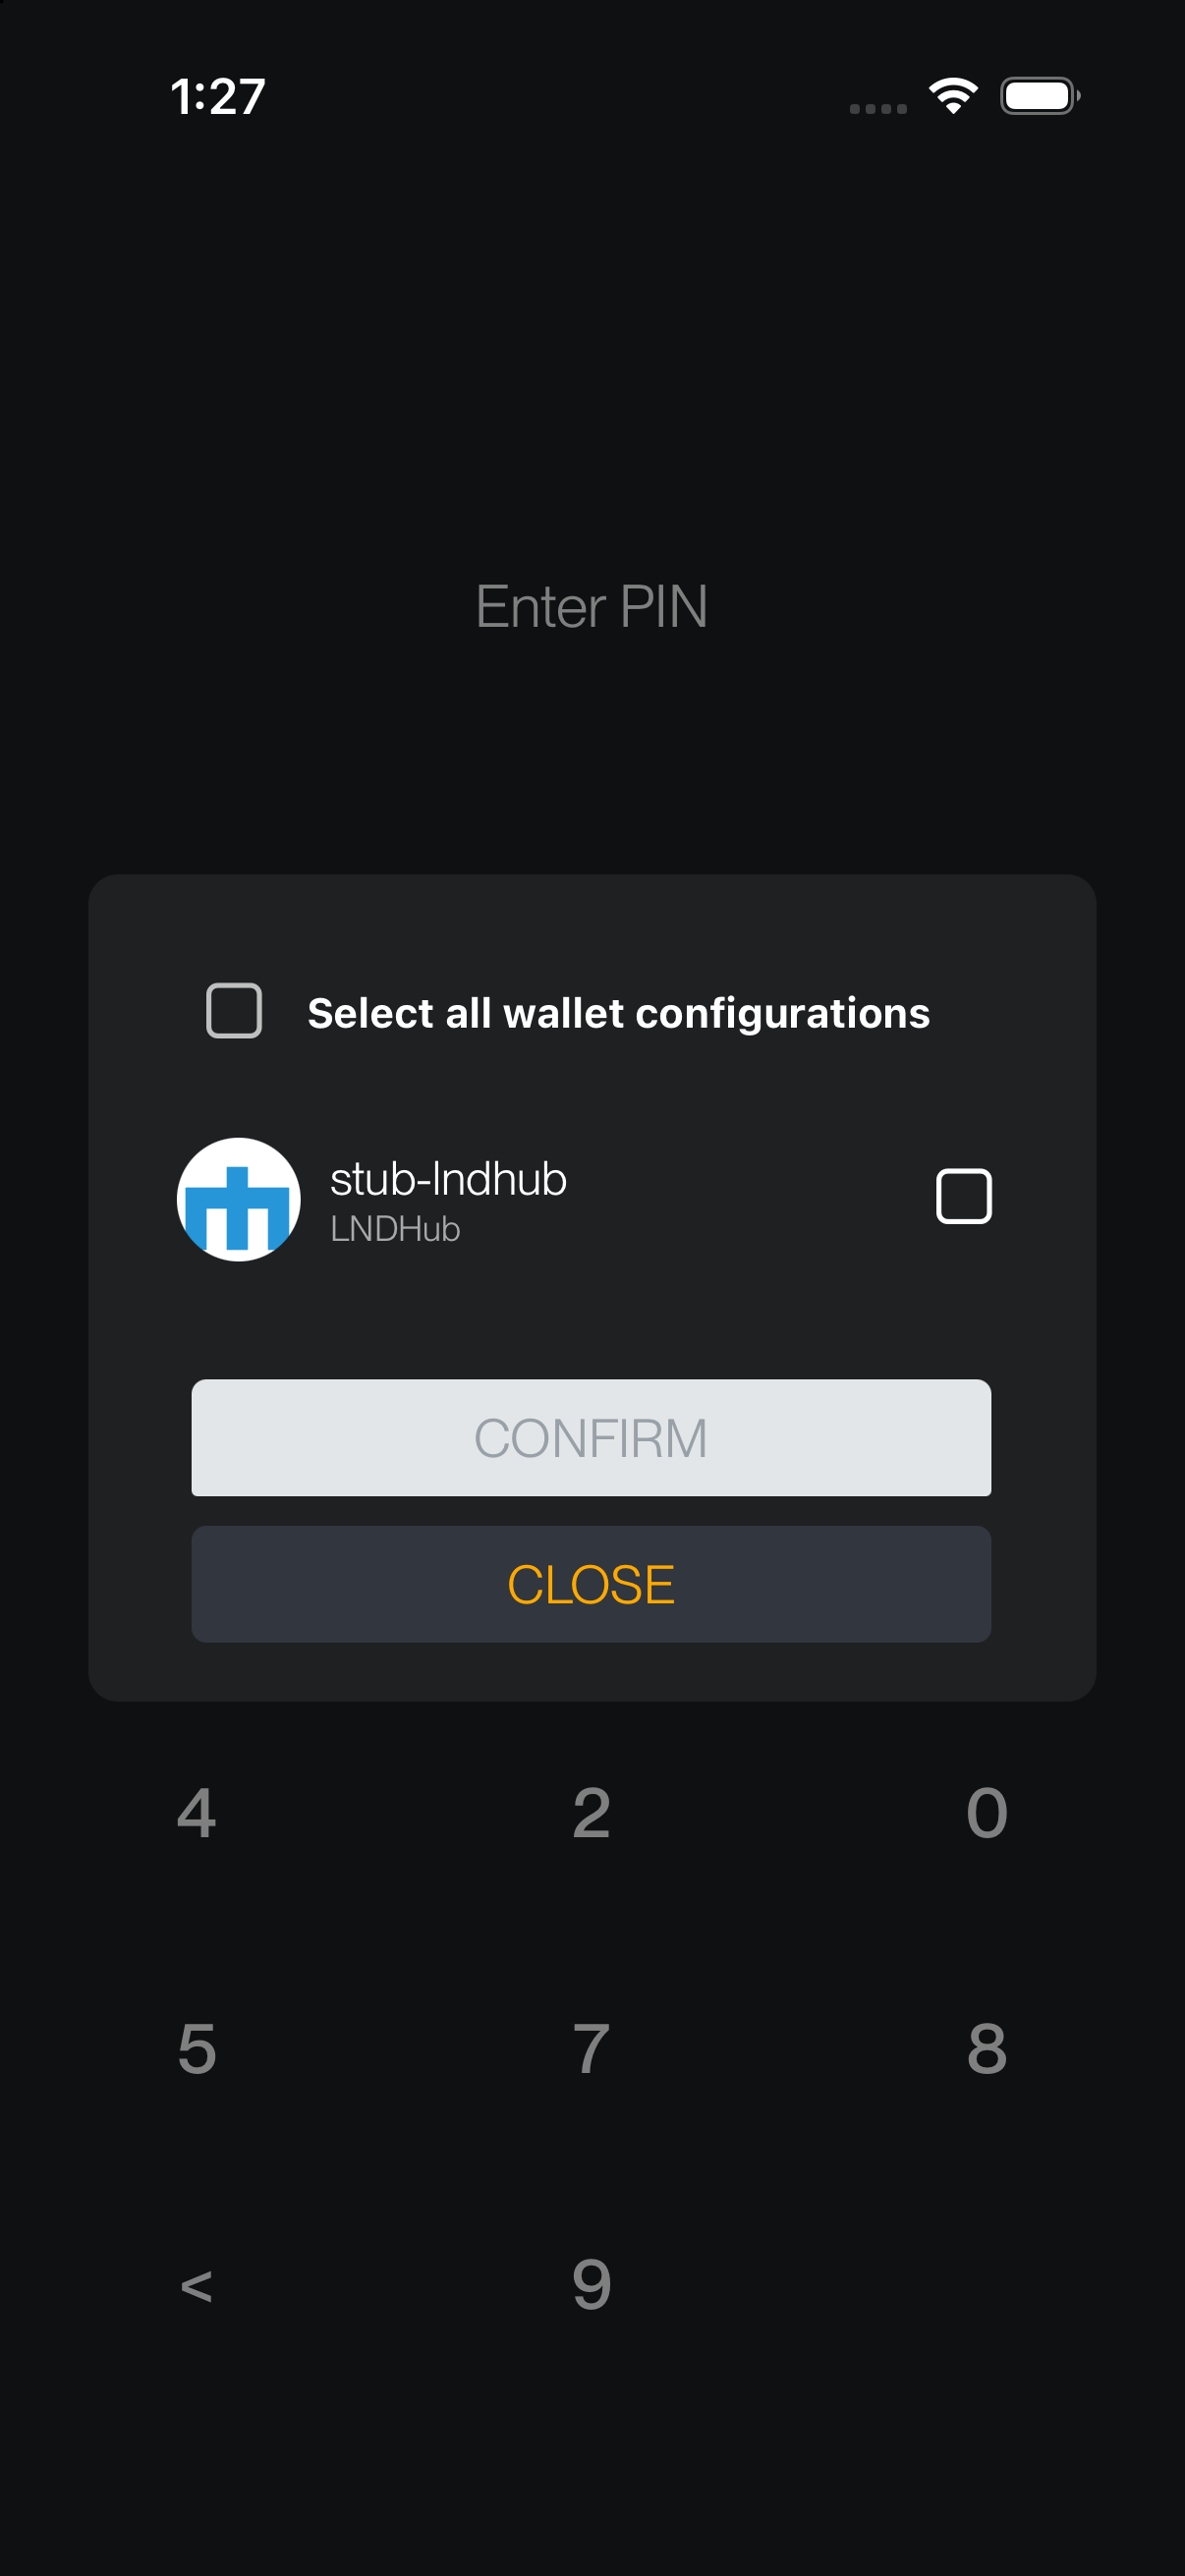 1:27
Enter PIN
Select all wallet configurations
stub-lndhub
LNDHub
CONFIRM
CLOSE
4 2 0
5 7 8
< 9